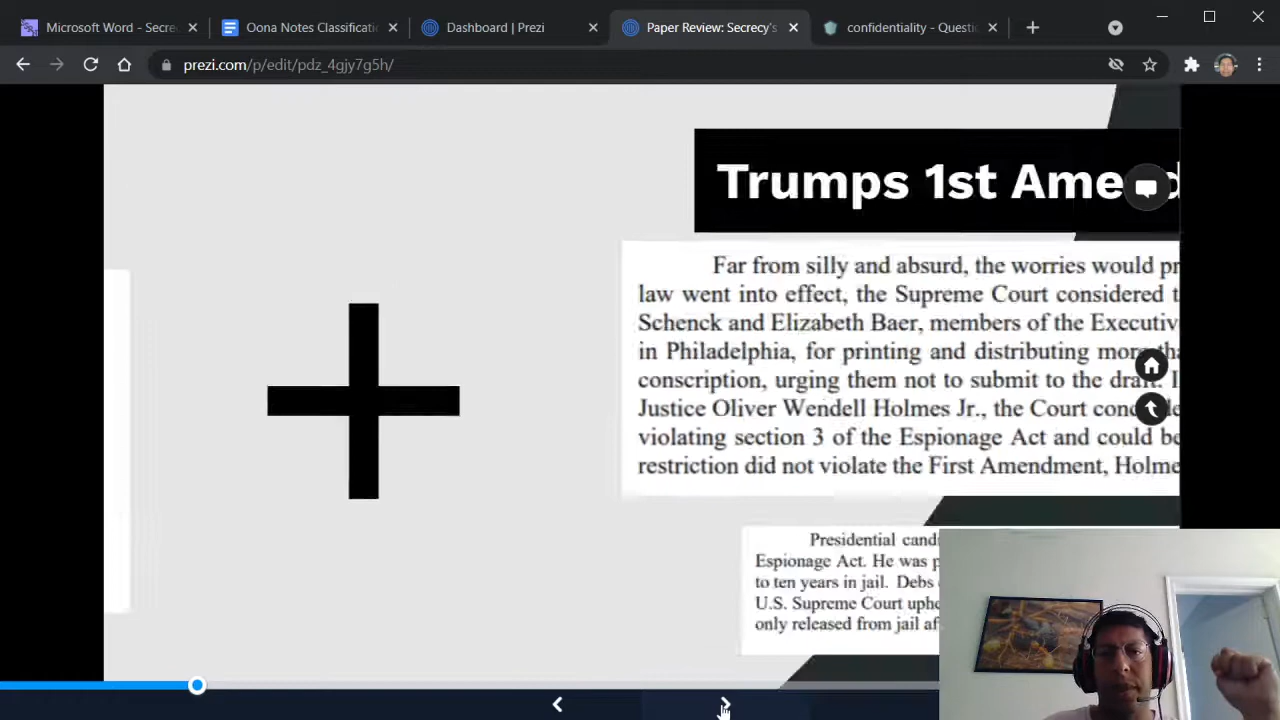 Microsoft Word - Secre
Oona Notes Classificati
Dashboard | Prezi
Paper Review: Secrecy's
confidentiality - Questi
prezi.com/p/edit/pdz_4gjy7g5h/
Trumps 1st Amend
Far from silly and absurd, the worries would pr
law went into effect, the Supreme Court considered t
Schenck and Elizabeth Baer, members of the Executiv
in Philadelphia, for printing and distributing more tha
conscription, urging them not to submit to the draft. I
Justice Oliver Wendell Holmes Jr., the Court conc
violating section 3 of the Espionage Act and could be
restriction did not violate the First Amendment, Holme
Presidential candi
Espionage Act. He was p
to ten years in jail. Debs
U.S. Supreme Court uphe
only released from jail af